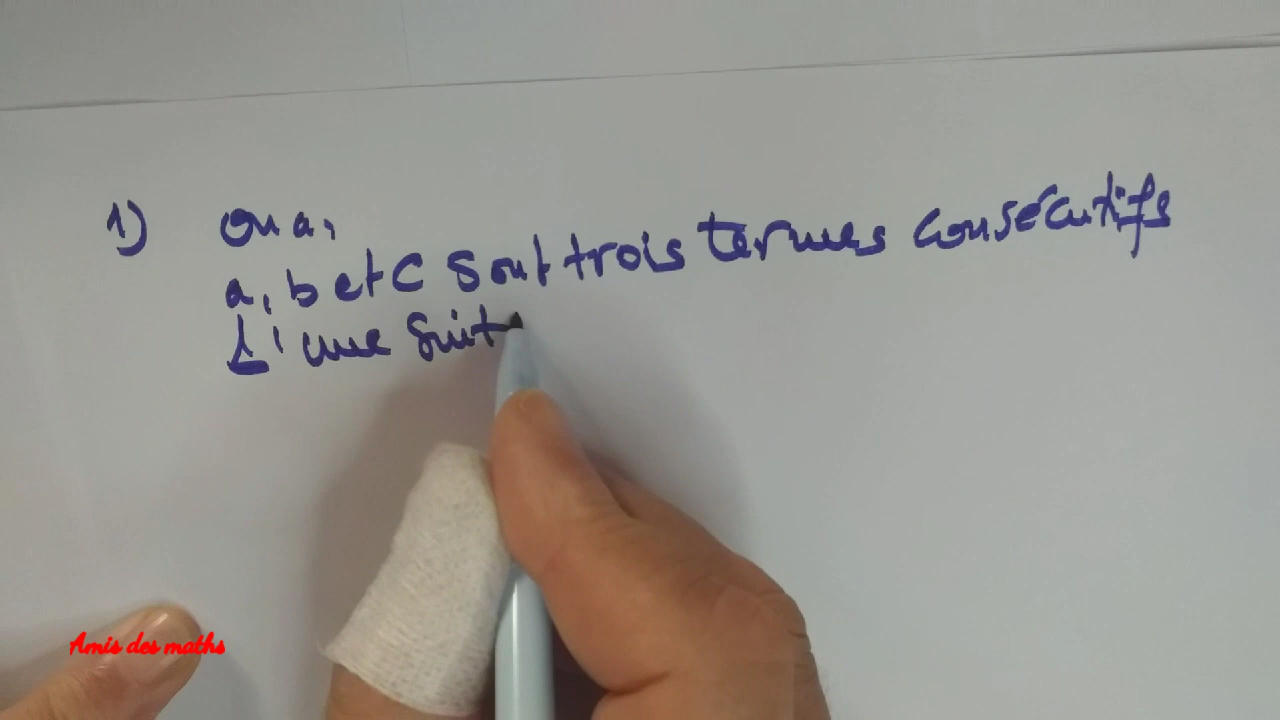 1) on a,
a, b et c sont trois termes consécutifs
d'une suit
Amis des maths